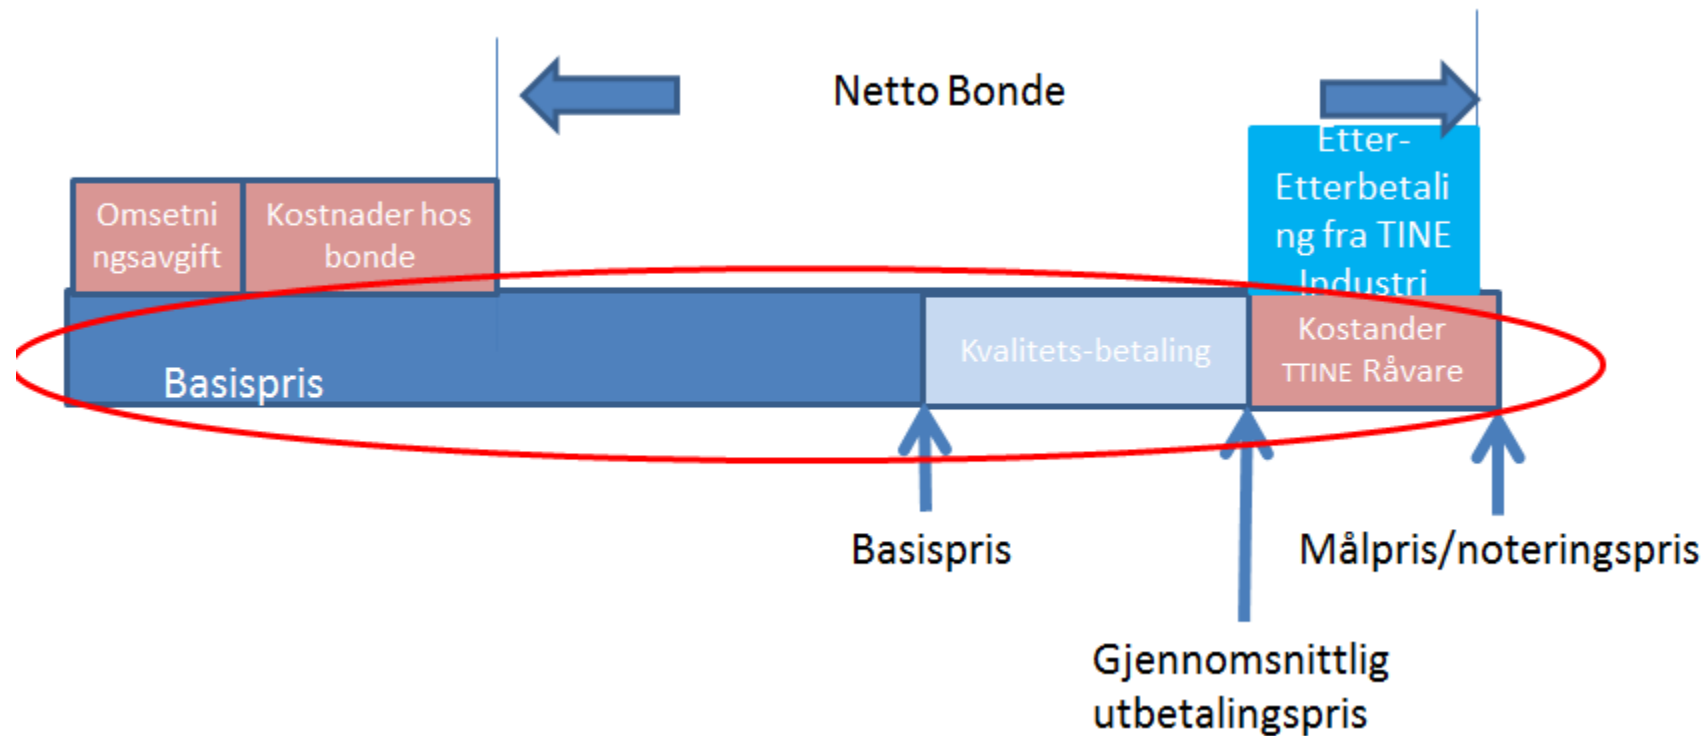 Netto Bonde
Etter-
Etterbetali
ng fra TINE
Industri
Omsetni
ngsavgift
Kostnader hos
bonde
Basispris
Kvalitets-betaling
Kostander
TTINE Råvare
Basispris
Målpris/noteringspris
Gjennomsnittlig
utbetalingspris